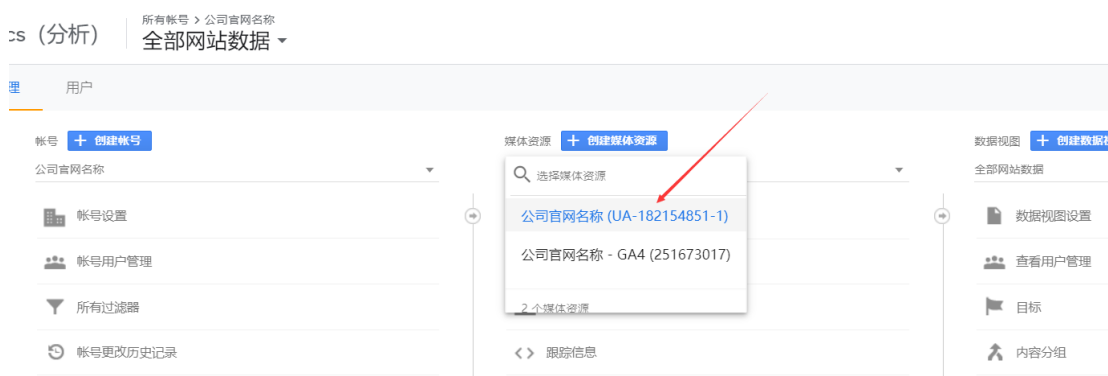 所有帐号 > 公司官网名称
cs（分析）
全部网站数据
理
用户
帐号
+ 创建帐号
公司官网名称
帐号设置
帐号用户管理
所有过滤器
帐号更改历史记录
媒体资源
+ 创建媒体资源
选择媒体资源
公司官网名称 (UA-182154851-1)
公司官网名称 - GA4 (251673017)
2 个媒体资源
跟踪信息
数据视图
+ 创建数据视
全部网站数据
数据视图设置
查看用户管理
目标
内容分组